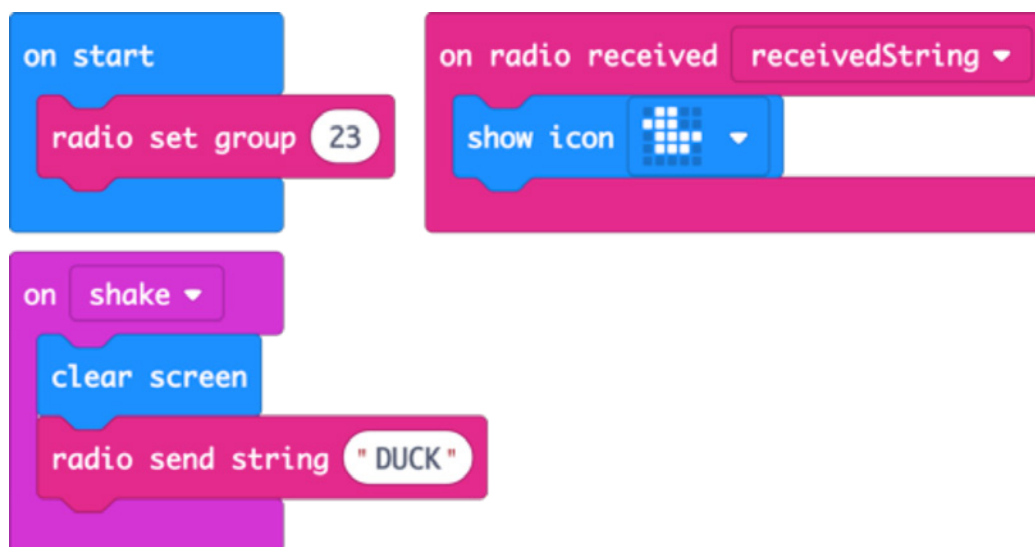 on start
radio set group 23
on radio received receivedString
show icon
on shake
clear screen
radio send string "DUCK"